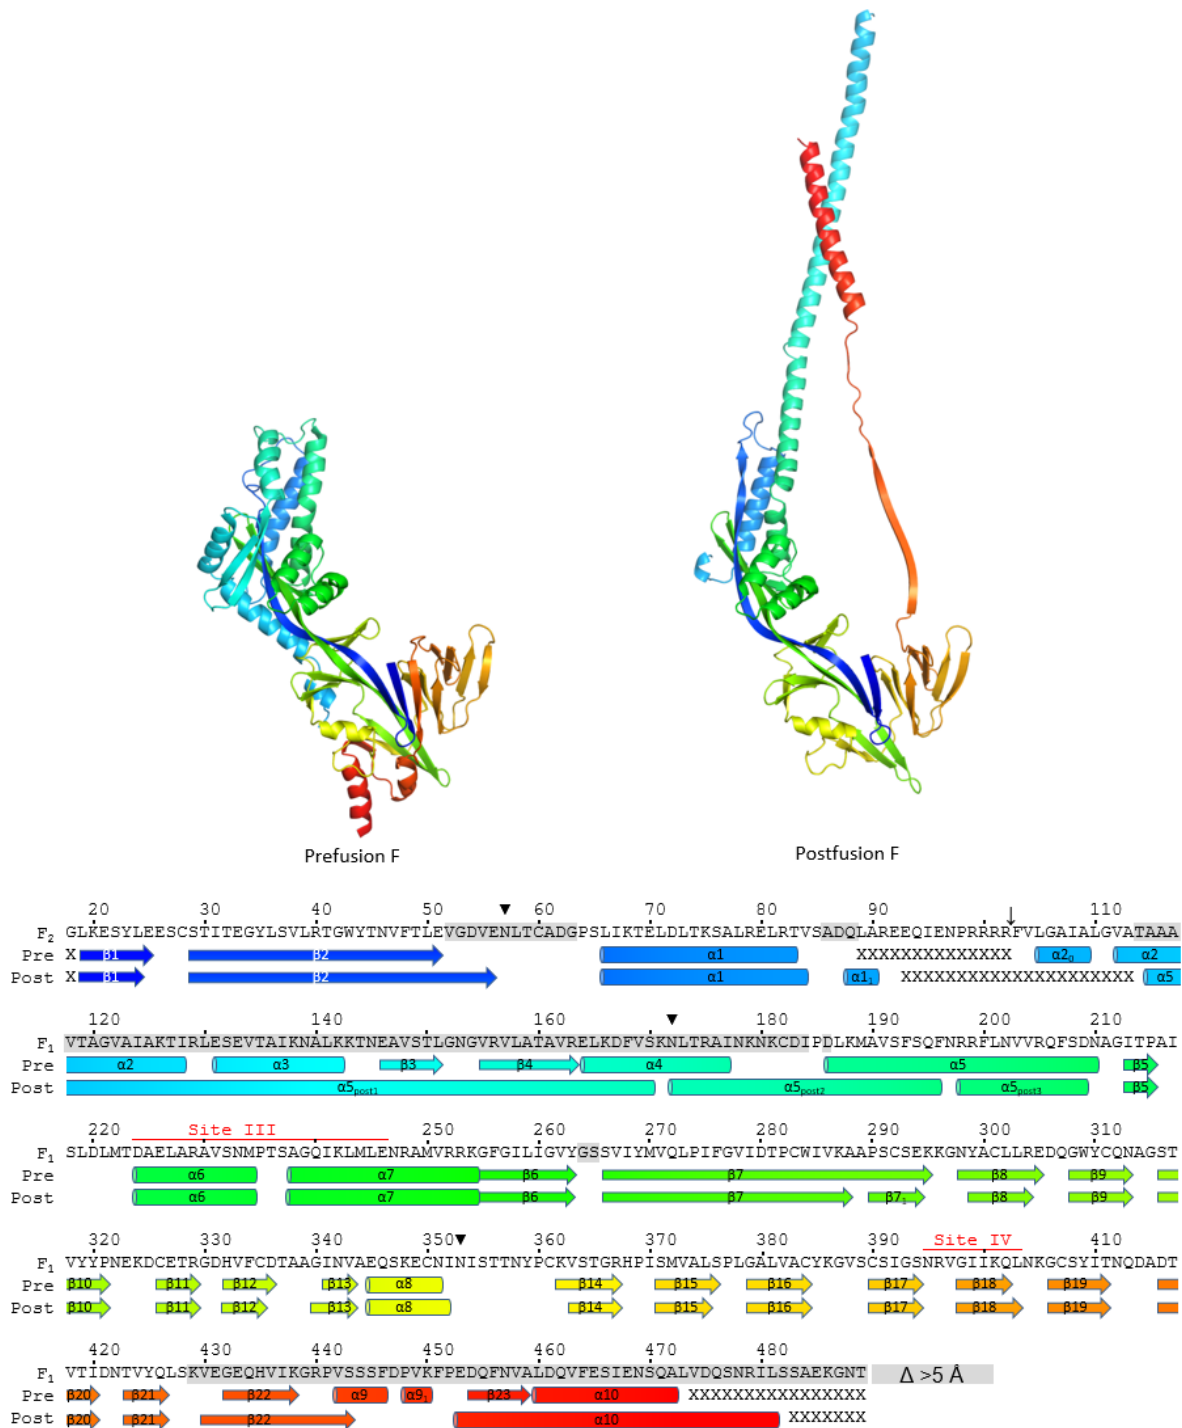 Prefusion F
Postfusion F
20 30 40 50 ▼ 60 70 80 90 100 ↓ 110
F₂ GLKESYLEESCSTITEGYLSVLRTGWYTNVFTLEVGDVENLTCADGPSLIKTELDLTKSALRELRTVSADQLAREEQIENPRRRRFVLGAIALGVATAAA
Pre X β1 β2 α1 XXXXXXXXXXXXXX α2₀ α2
Post X β1 β2 α1 α1₁ XXXXXXXXXXXXXXXXXXXXX α5
120 130 140 150 160 170 ▼ 180 190 200 210
F₁ VTAGVAIAKTIRLESEVTAIKNALKKTNEAVSTLGNGVRVLATAVRELKDFVSKNLTRAINKNKCDIPDLKMAVSFSQFNRRFLNVVRQFSDNAGITPAI
Pre α2 α3 β3 β4 α4 α5 β5
Post α5post1 α5post2 α5post3 β5
220 Site III 250 260 270 280 290 300 310
F₁ SLDLMTDAELARAVSNMPTSAGQIKLMLENRAMVRRKGFGILIGVYGSSVIYMVQLPIFGVIDTPCWIVKAAPSCSEKKGNYACLLREDQGWYCQNAGST
Pre α6 α7 β6 β7 β8 β9
Post α6 α7 β6 β7 β7₁ β8 β9
320 330 340 350 ▼ 360 370 380 390 Site IV 410
F₁ VYYPNEKDCETRGDHVFCDTAAGINVAEQSKECNINISTTNYPCKVSTGRHPISMVALSPLGALVACYKGVSCSIGSNRVGIIKQLNKGCSYITNQDADT
Pre β10 β11 β12 β13 α8 β14 β15 β16 β17 β18 β19
Post β10 β11 β12 β13 α8 β14 β15 β16 β17 β18 β19
420 430 440 450 460 470 480
F₁ VTIDNTVYQLSKVEGEQHVIKGRPVSSSFDPVKFPEDQFNVALDQVFESIENSQALVDQSNRILSSAEKGNT Δ >5 Å
Pre β20 β21 β22 α9 α9₁ β23 α10 XXXXXXXXXXXXXXXX
Post β20 β21 β22 α10 XXXXXXX